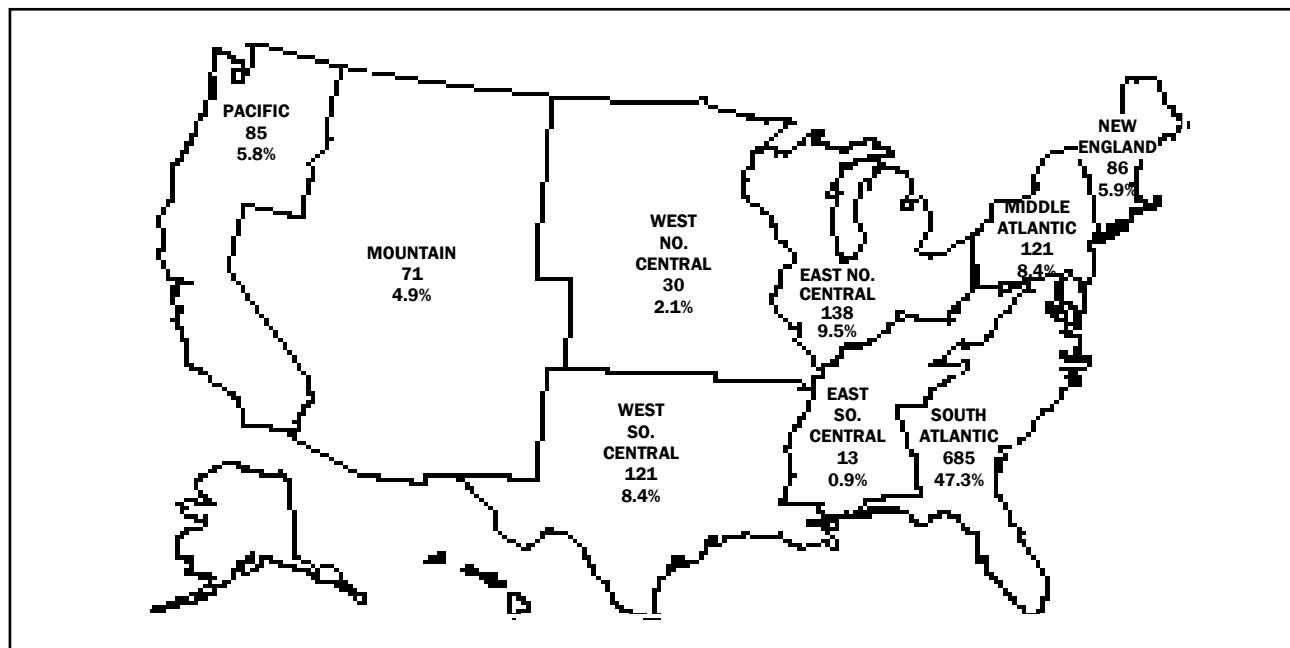 PACIFIC
85
5.8%
MOUNTAIN
71
4.9%
WEST
NO.
CENTRAL
30
2.1%
EAST NO.
CENTRAL
138
9.5%
NEW
ENGLAND
86
5.9%
MIDDLE
ATLANTIC
121
8.4%
WEST
SO.
CENTRAL
121
8.4%
EAST
SO.
CENTRAL
13
0.9%
SOUTH
ATLANTIC
685
47.3%